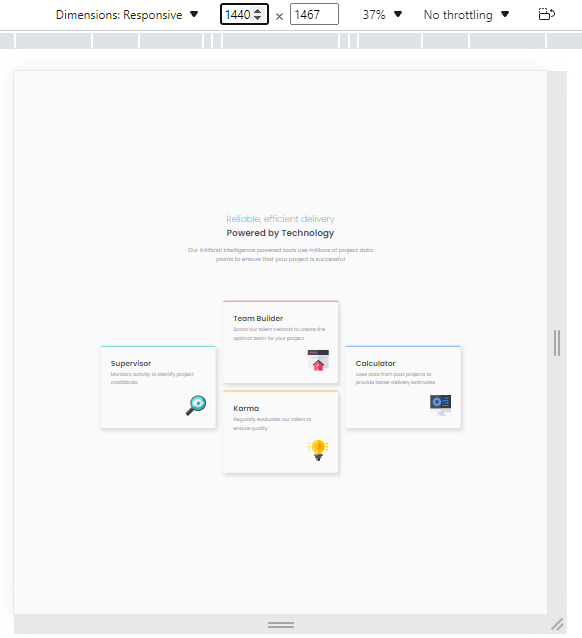 Dimensions: Responsive ▼ 1440 × 1467 37% ▼ No throttling ▼
Reliable, efficient delivery
Powered by Technology
Our Artificial Intelligence powered tools use millions of project data
points to ensure that your project is successful
Team Builder
Scans our talent network to create the
optimal team for your project
Supervisor
Monitors activity to identify project
roadblocks
Calculator
Uses data from past projects to
provide better delivery estimates
Karma
Regularly evaluates our talent to
ensure quality